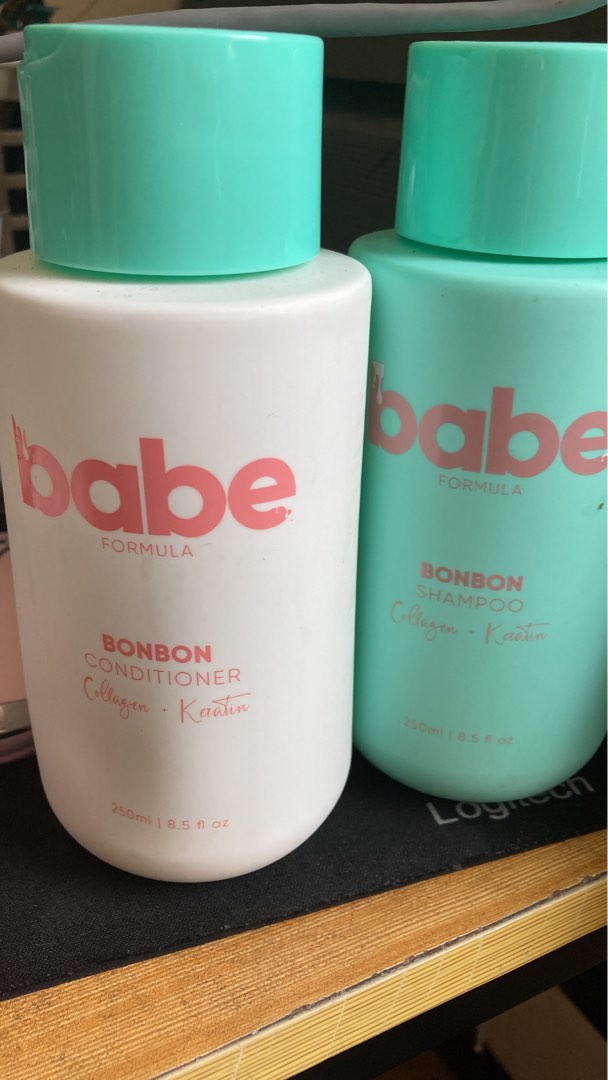 babe
FORMULA
BONBON
CONDITIONER
Collagen + Keratin
250ml | 8.5 fl oz
babe
FORMULA
BONBON
SHAMPOO
Collagen + Keratin
250ml | 8.5 fl oz
Logitech